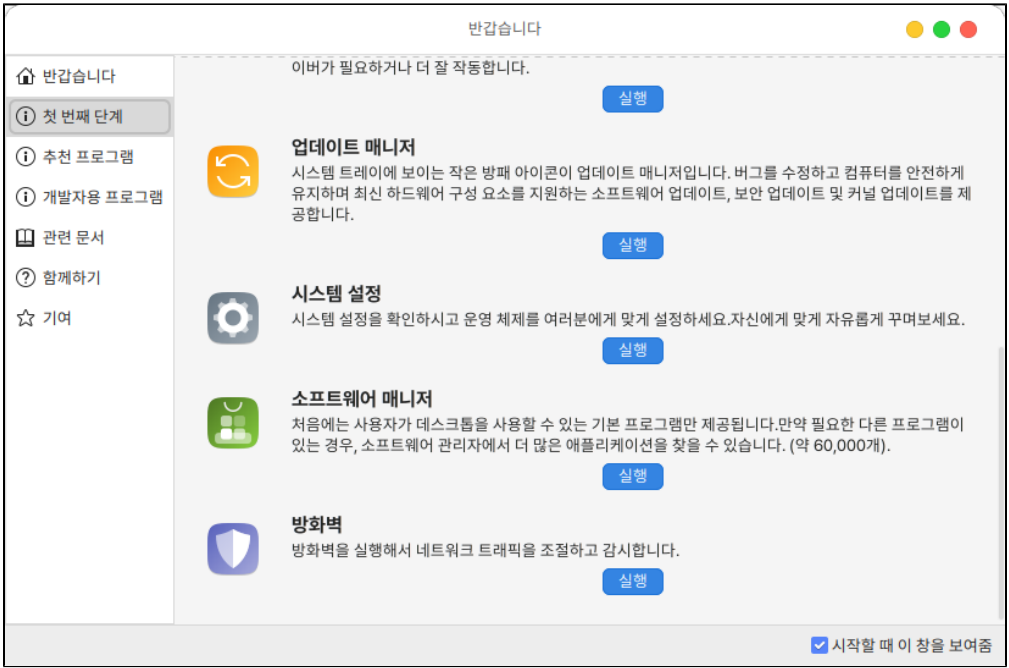 반갑습니다
반갑습니다
첫 번째 단계
추천 프로그램
개발자용 프로그램
관련 문서
함께하기
기여
이버가 필요하거나 더 잘 작동합니다.
실행
업데이트 매니저
시스템 트레이에 보이는 작은 방패 아이콘이 업데이트 매니저입니다. 버그를 수정하고 컴퓨터를 안전하게
유지하며 최신 하드웨어 구성 요소를 지원하는 소프트웨어 업데이트, 보안 업데이트 및 커널 업데이트를 제
공합니다.
실행
시스템 설정
시스템 설정을 확인하시고 운영 체제를 여러분에게 맞게 설정하세요.자신에게 맞게 자유롭게 꾸며보세요.
실행
소프트웨어 매니저
처음에는 사용자가 데스크톱을 사용할 수 있는 기본 프로그램만 제공됩니다.만약 필요한 다른 프로그램이
있는 경우, 소프트웨어 관리자에서 더 많은 애플리케이션을 찾을 수 있습니다. (약 60,000개).
실행
방화벽
방화벽을 실행해서 네트워크 트래픽을 조절하고 감시합니다.
실행
시작할 때 이 창을 보여줌